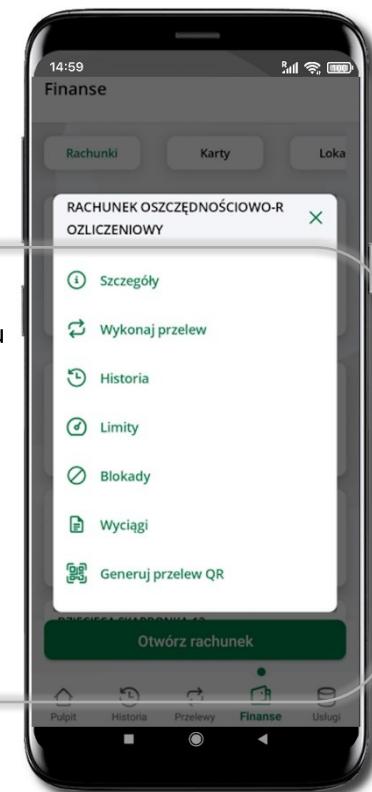 14:59
Finanse
Rachunki Karty Loka
RACHUNEK OSZCZĘDNOŚCIOWO-R
OZLICZENIOWY
Szczegóły
Wykonaj przelew
Historia
Limity
Blokady
Wyciągi
Generuj przelew QR
Otwórz rachunek
Pulpit Historia Przelewy Finanse Usługi